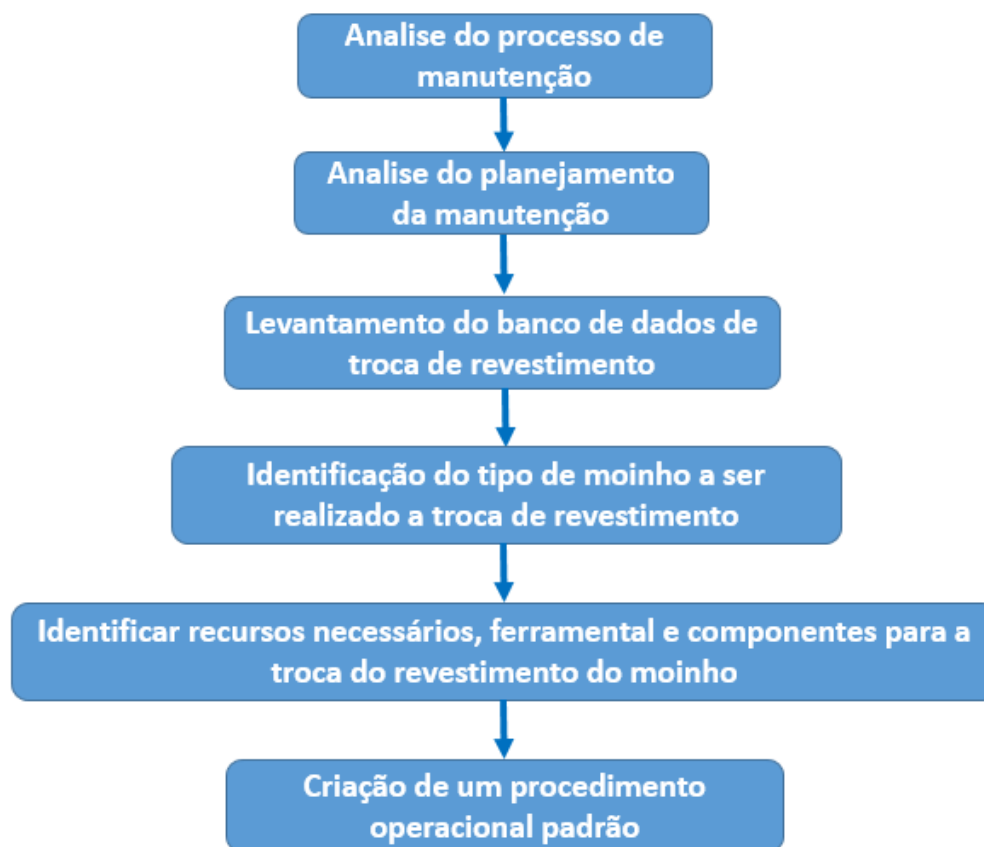 Analise do processo de
manutenção
Analise do planejamento
da manutenção
Levantamento do banco de dados de
troca de revestimento
Identificação do tipo de moinho a ser
realizado a troca de revestimento
Identificar recursos necessários, ferramental e componentes para a
troca do revestimento do moinho
Criação de um procedimento
operacional padrão